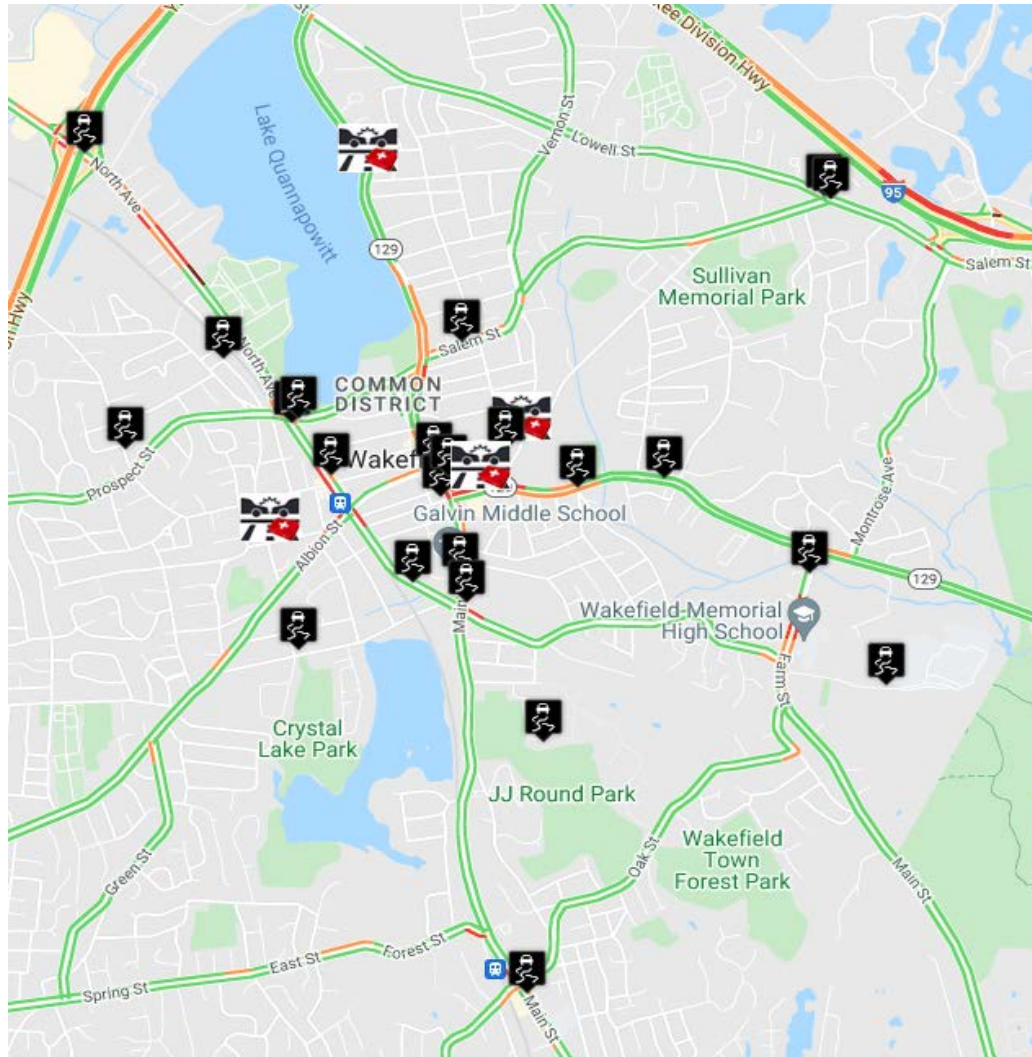 Lake Quannapowitt
Vernon St
Lowell St
95
Salem St
North Ave
129
Sullivan
Memorial Park
Salem St
North Ave
COMMON
DISTRICT
Prospect St
Montrose Ave
Galvin Middle School
Albion St
129
Wakefield-Memorial
High School
Main
Farm St
Crystal
Lake Park
JJ Round Park
Wakefield
Town
Forest Park
Oak St
Main St
Green St
Forest St
East St
Spring St
Main St